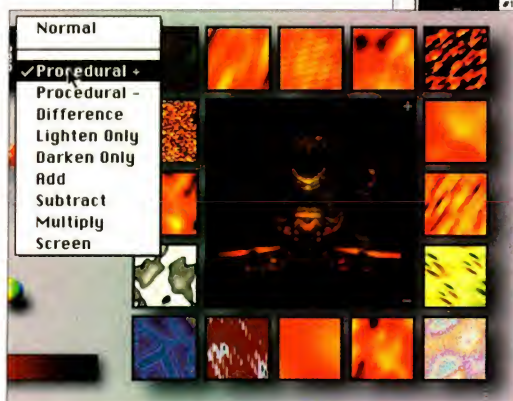 Normal
✓Procedural +
Procedural -
Difference
Lighten Only
Darken Only
Add
Subtract
Multiply
Screen
+
-